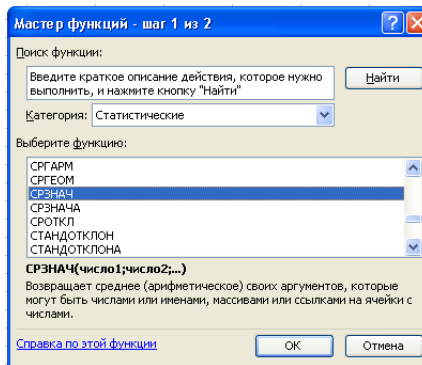 Мастер функций - шаг 1 из 2
Поиск функции:
Введите краткое описание действия, которое нужно
выполнить, и нажмите кнопку "Найти"
Найти
Категория: Статистические
Выберите функцию:
СРГАРМ
СРГЕОМ
СРЗНАЧ
СРЗНАЧА
СРОТКЛ
СТАНДОТКЛОН
СТАНДОТКЛОНА
СРЗНАЧ(число1;число2;...)
Возвращает среднее (арифметическое) своих аргументов, которые
могут быть числами или именами, массивами или ссылками на ячейки с
числами.
Справка по этой функции
ОК
Отмена